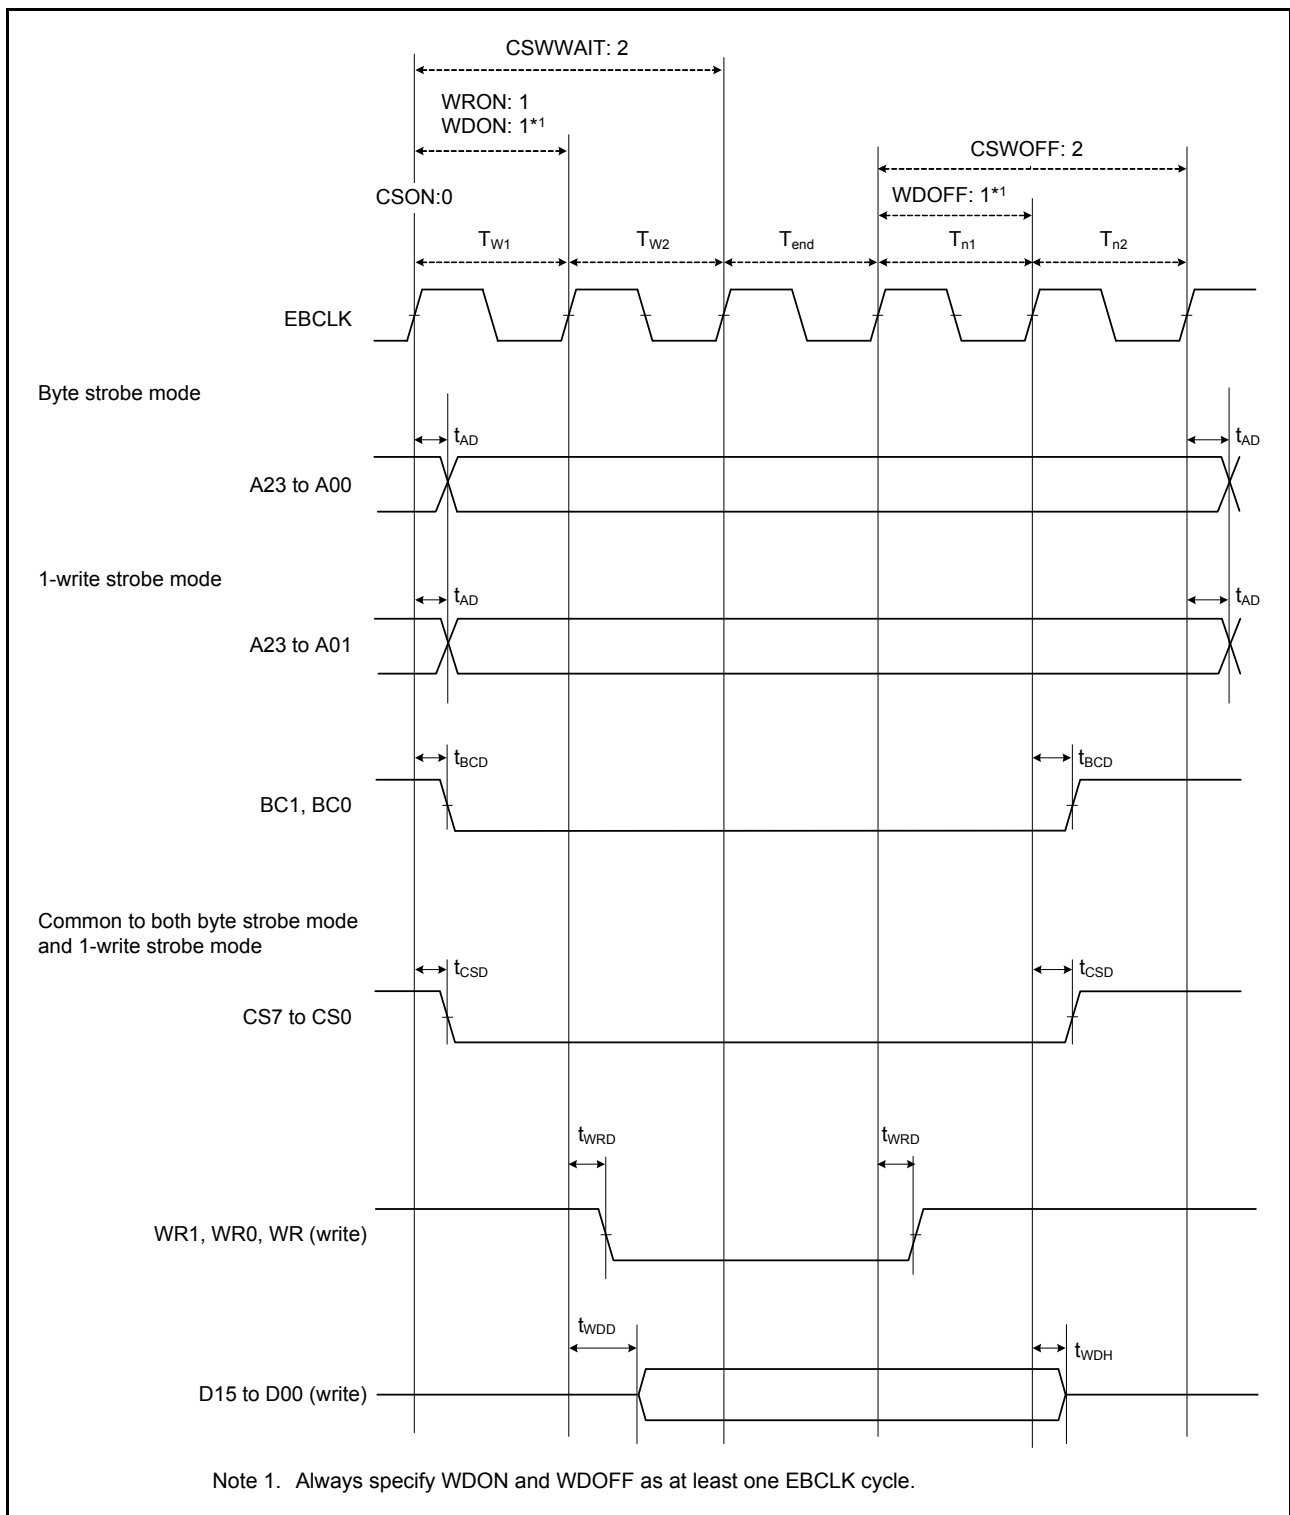 CSWWAIT: 2
WRON: 1
WDON: 1*1
CSWOFF: 2
CSON:0
WDOFF: 1*1
TW1
TW2
Tend
Tn1
Tn2
EBCLK
Byte strobe mode
tAD
tAD
A23 to A00
1-write strobe mode
tAD
tAD
A23 to A01
tBCD
tBCD
BC1, BC0
Common to both byte strobe mode
and 1-write strobe mode
tCSD
tCSD
CS7 to CS0
tWRD
tWRD
WR1, WR0, WR (write)
tWDD
tWDH
D15 to D00 (write)
Note 1. Always specify WDON and WDOFF as at least one EBCLK cycle.